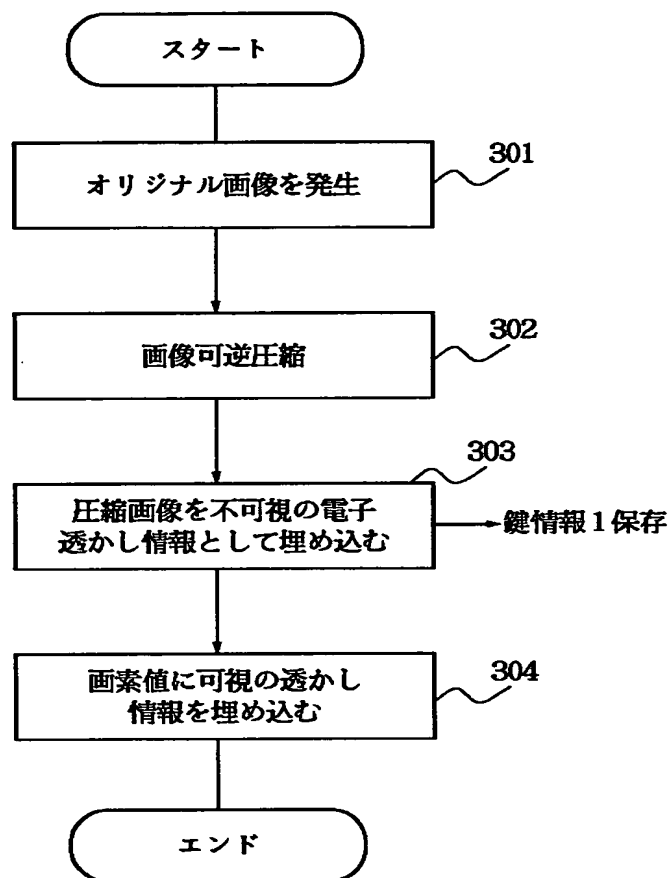 スタート
301
オリジナル画像を発生
302
画像可逆圧縮
303
圧縮画像を不可視の電子
透かし情報として埋め込む
鍵情報1保存
304
画素値に可視の透かし
情報を埋め込む
エンド